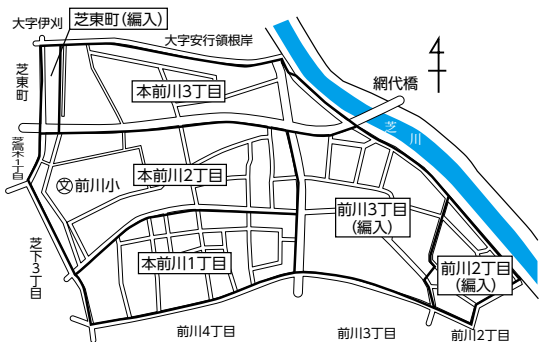 大字伊刈
芝東町(編入)
大字安行領根岸
4
芝東町
本前川3丁目
網代橋
芝川
芝富士1丁目
文前川小
本前川2丁目
前川3丁目
(編入)
芝下3丁目
本前川1丁目
前川2丁目
(編入)
前川4丁目
前川3丁目
前川2丁目